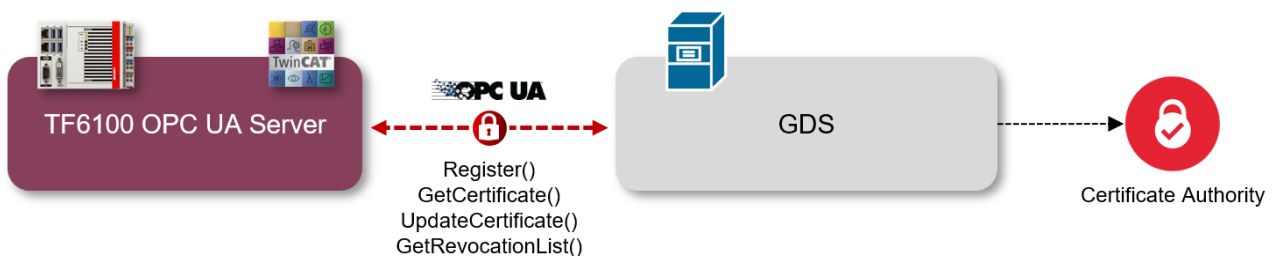 TwinCAT®
OPC UA
TF6100 OPC UA Server
GDS
Register()
GetCertificate()
UpdateCertificate()
GetRevocationList()
Certificate Authority